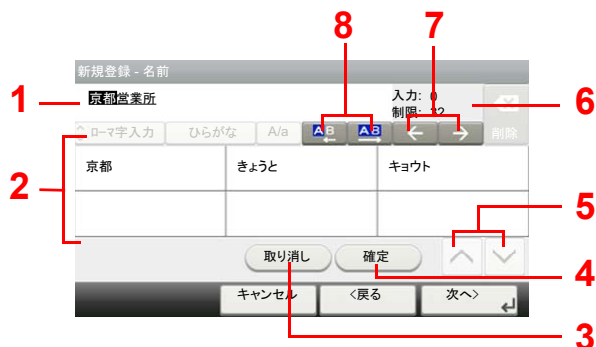 8 7
新規登録 - 名前
1 京都営業所 入力: 0 6
制限: 32
ローマ字入力 ひらがな A/a AB AB 削除
2 京都 きょうと キョウト
5
取り消し 確定 4
キャンセル <戻る 次へ>
3